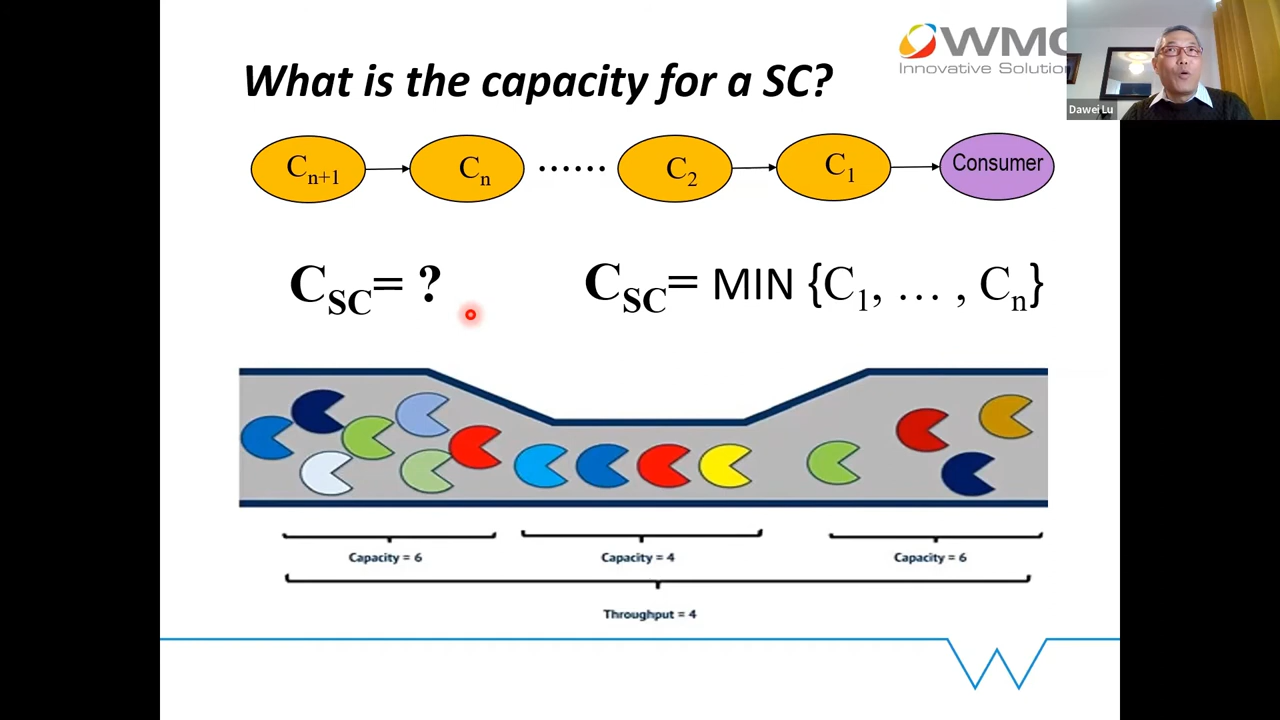 WMG
Innovative Solution
Dawei Lu
What is the capacity for a SC?
Cn+1
Cn
......
C2
C1
Consumer
CSC= ?
CSC= MIN {C1, … , Cn}
Capacity = 6
Capacity = 4
Capacity = 6
Throughput = 4